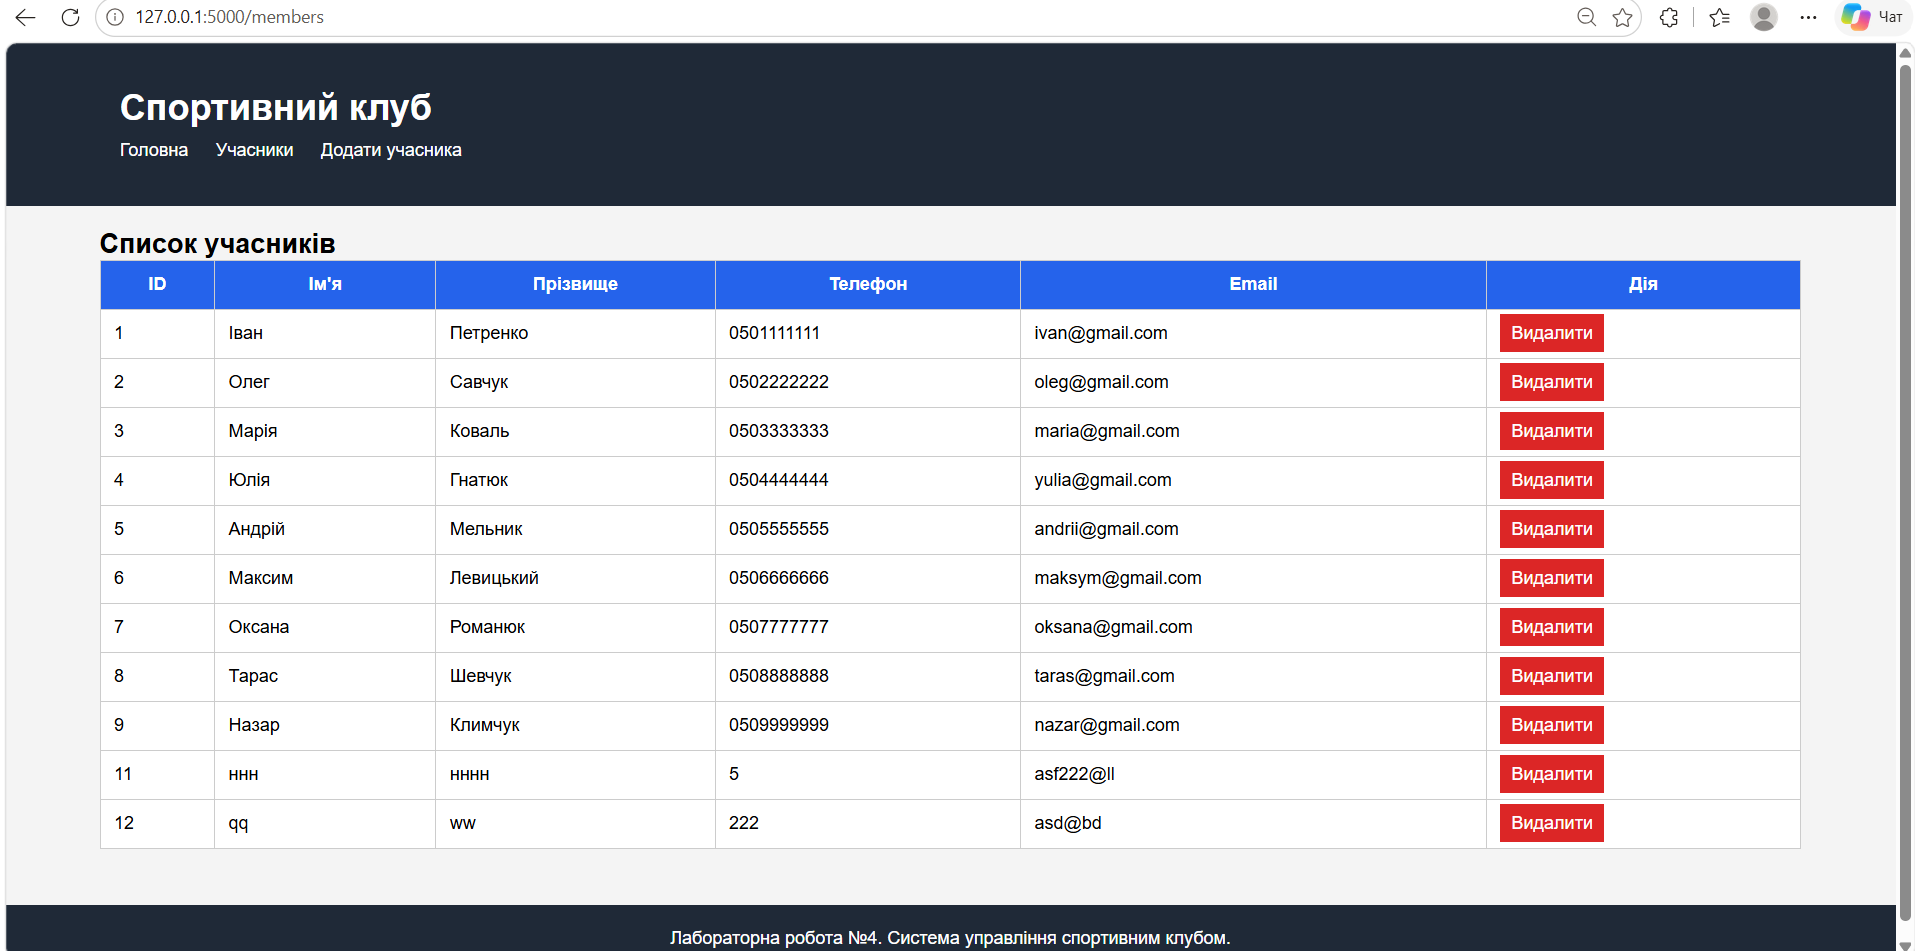 127.0.0.1:5000/members
Чат
Спортивний клуб
Головна Учасники Додати учасника
Список учасників
ID Ім'я Прізвище Телефон Email Дія
1 Іван Петренко 0501111111 ivan@gmail.com Видалити
2 Олег Савчук 0502222222 oleg@gmail.com Видалити
3 Марія Коваль 0503333333 maria@gmail.com Видалити
4 Юлія Гнатюк 0504444444 yulia@gmail.com Видалити
5 Андрій Мельник 0505555555 andrii@gmail.com Видалити
6 Максим Левицький 0506666666 maksym@gmail.com Видалити
7 Оксана Романюк 0507777777 oksana@gmail.com Видалити
8 Тарас Шевчук 0508888888 taras@gmail.com Видалити
9 Назар Климчук 0509999999 nazar@gmail.com Видалити
11 ннн нннн 5 asf222@ll Видалити
12 qq ww 222 asd@bd Видалити
Лабораторна робота №4. Система управління спортивним клубом.